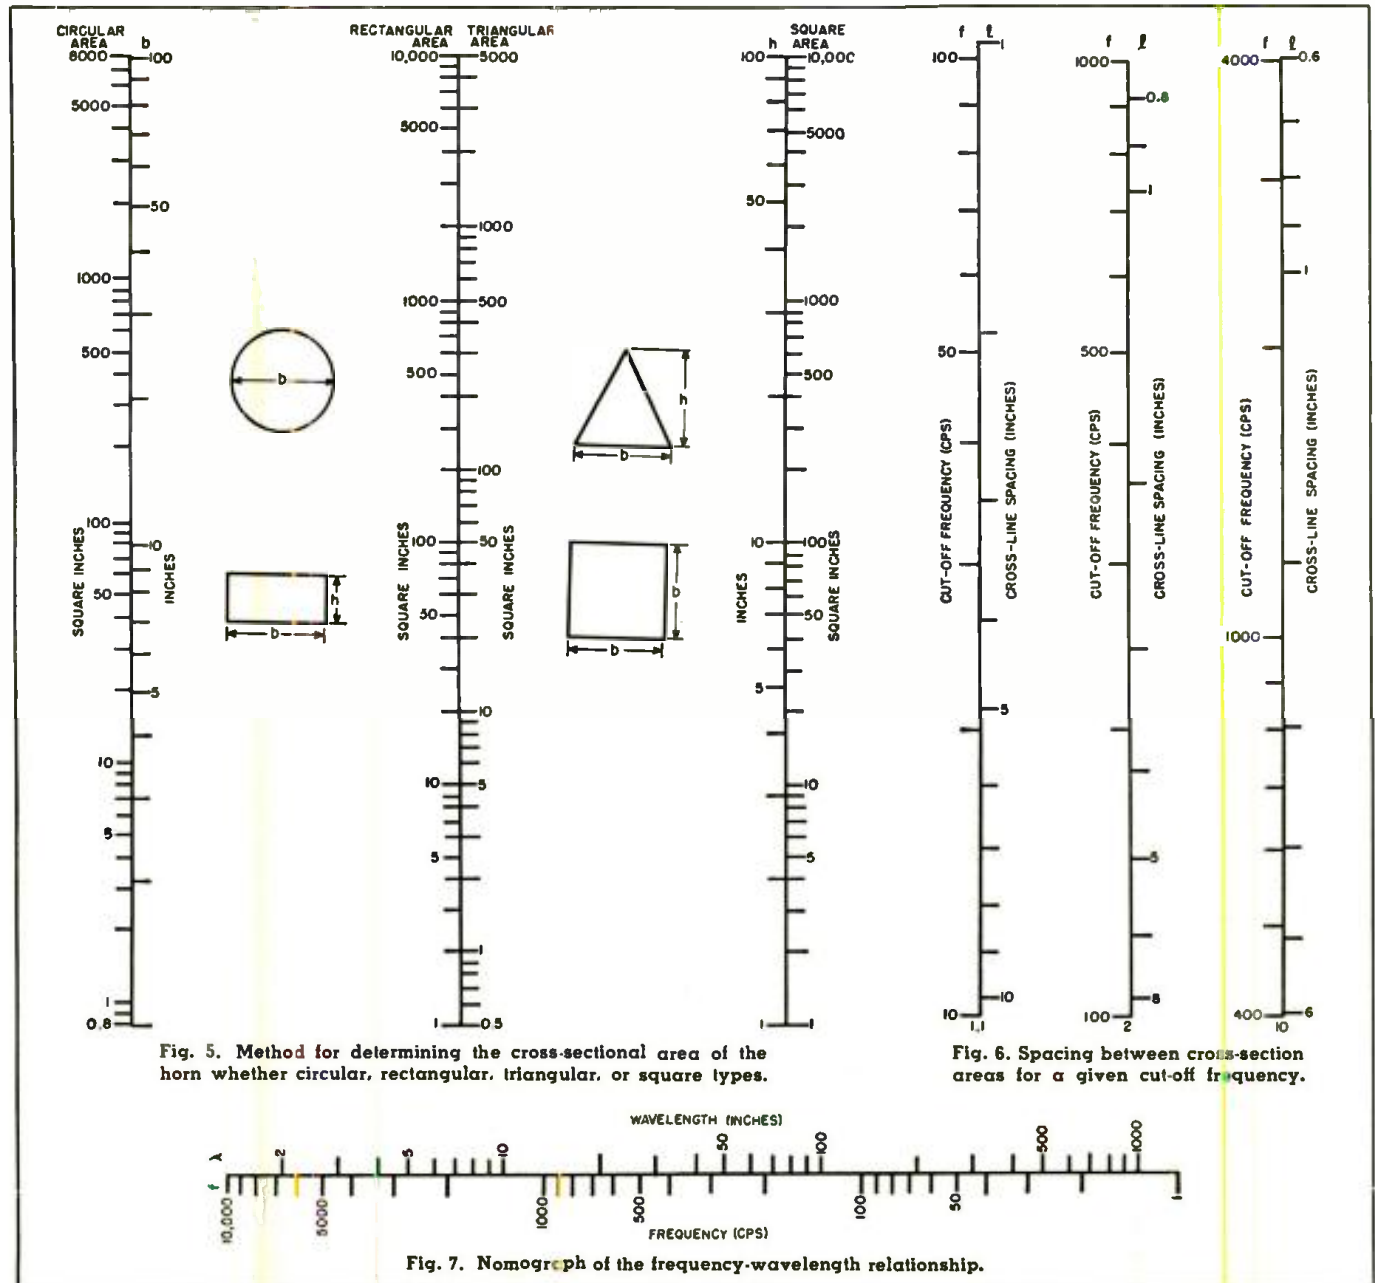 CIRCULAR AREA b
8000 100
5000
50
1000
500
100
10
50
5
10
5
1
0.8
SQUARE INCHES
INCHES
b
h
b
RECTANGULAR AREA TRIANGULAR AREA
10,000 5000
5000
1000
1000 500
500
100
100 50
50
10
10 5
5
1
1 0.5
SQUARE INCHES
SQUARE INCHES
h
b
b
b
h SQUARE AREA
100 10,000
5000
50
1000
500
10 100
50
5
10
5
1 1
INCHES
SQUARE INCHES
f ℓ
100 1
50
5
10
10 1,1
CUT-OFF FREQUENCY (CPS)
CROSS-LINE SPACING (INCHES)
f ℓ
1000
0.8
1
500
5
8
100 2
CUT-OFF FREQUENCY (CPS)
CROSS-LINE SPACING (INCHES)
f ℓ
4000 0.6
1
1000
400 6
10
CUT-OFF FREQUENCY (CPS)
CROSS-LINE SPACING (INCHES)
Fig. 5. Method for determining the cross-sectional area of the
horn whether circular, rectangular, triangular, or square types.
Fig. 6. Spacing between cross-section
areas for a given cut-off frequency.
WAVELENGTH (INCHES)
λ 2 5 10 50 100 500 1000
f 10,000 5000 1000 500 100 50 1
FREQUENCY (CPS)
Fig. 7. Nomograph of the frequency-wavelength relationship.